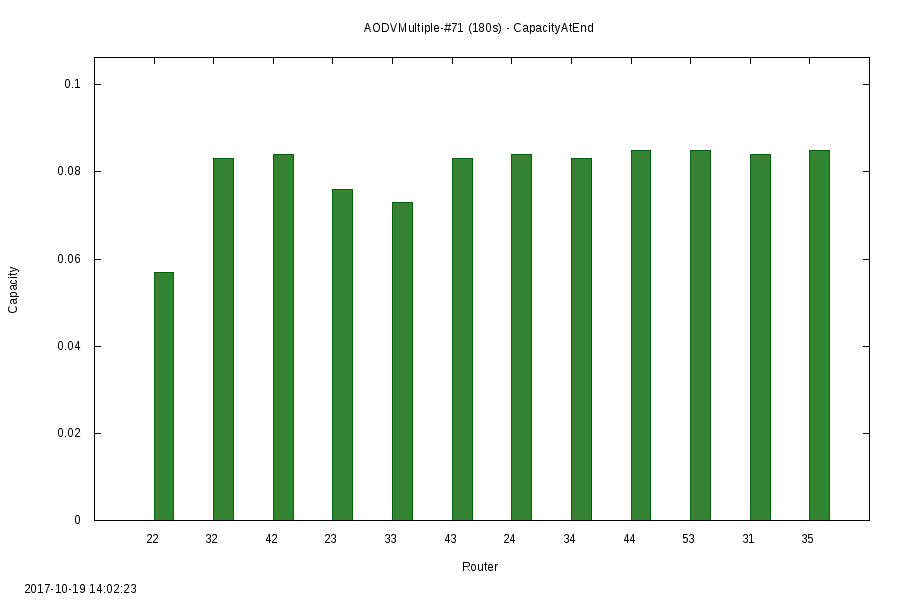 AODVMultiple-#71 (180s) - CapacityAtEnd
0.1
0.08
0.06
0.04
0.02
0
Capacity
22 32 42 23 33 43 24 34 44 53 31 35
Router
2017-10-19 14:02:23